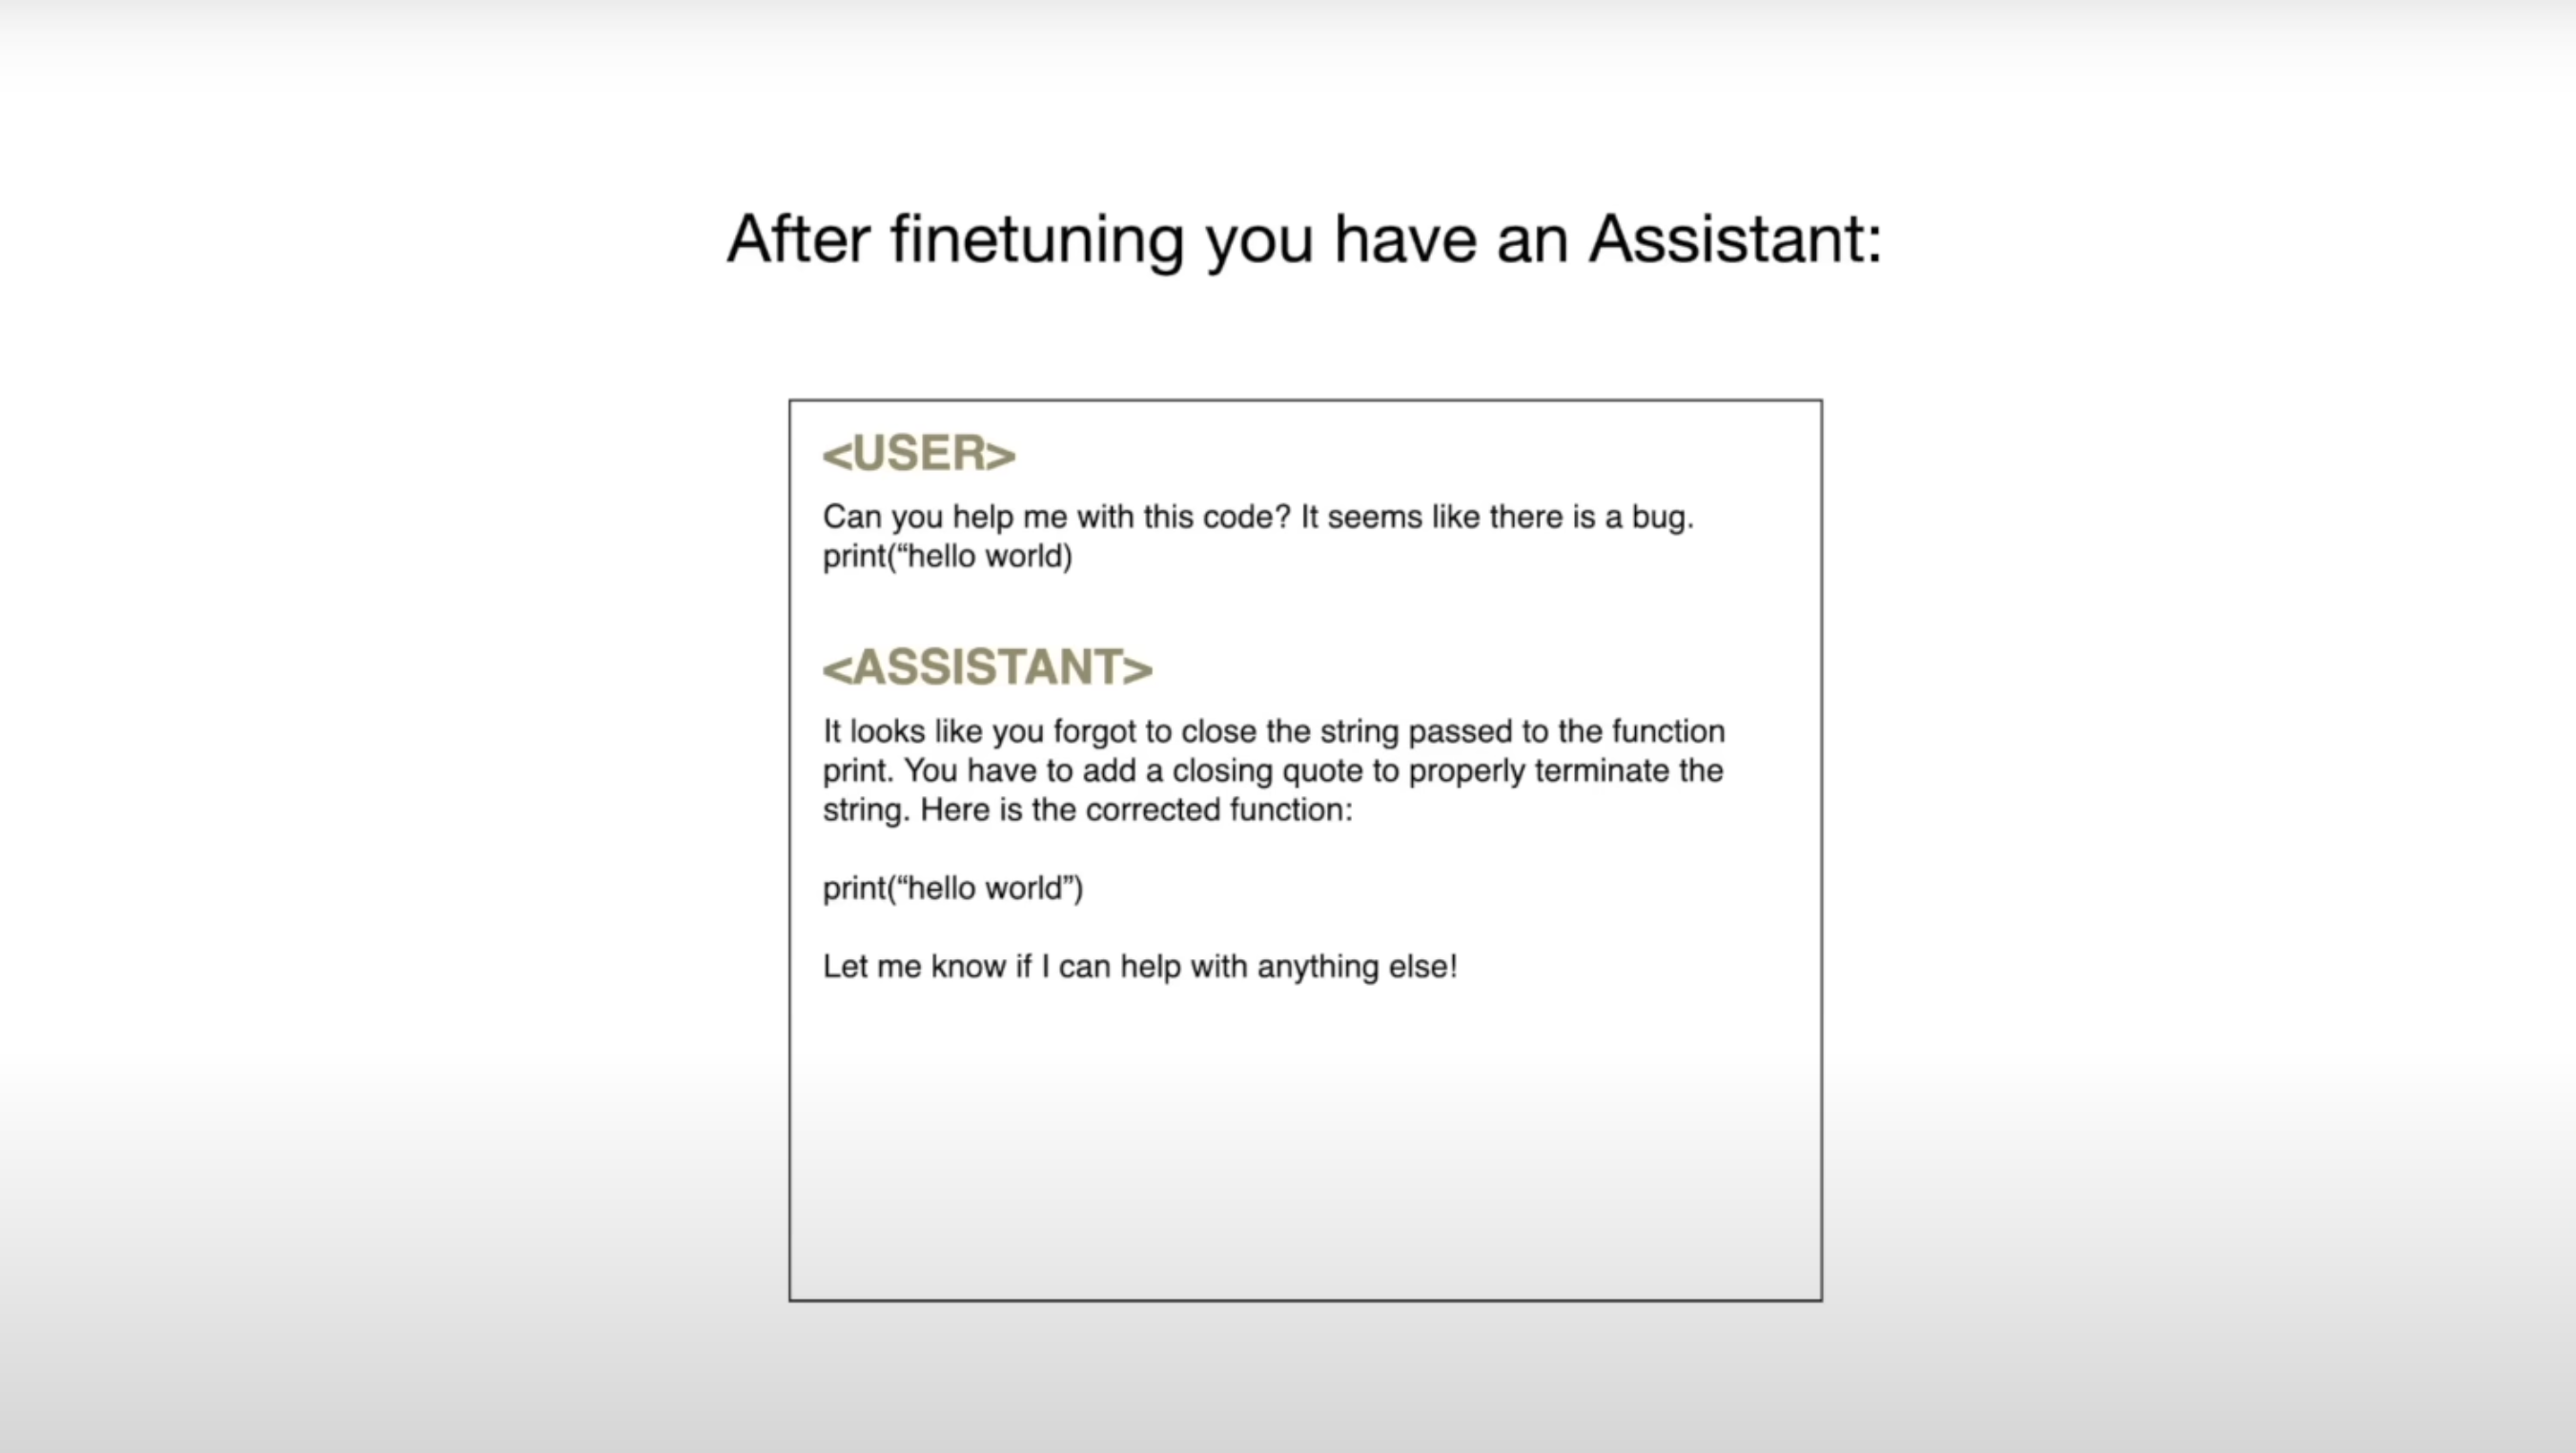 After finetuning you have an Assistant:
<USER>
Can you help me with this code? It seems like there is a bug.
print(“hello world)
<ASSISTANT>
It looks like you forgot to close the string passed to the function
print. You have to add a closing quote to properly terminate the
string. Here is the corrected function:
print(“hello world”)
Let me know if I can help with anything else!